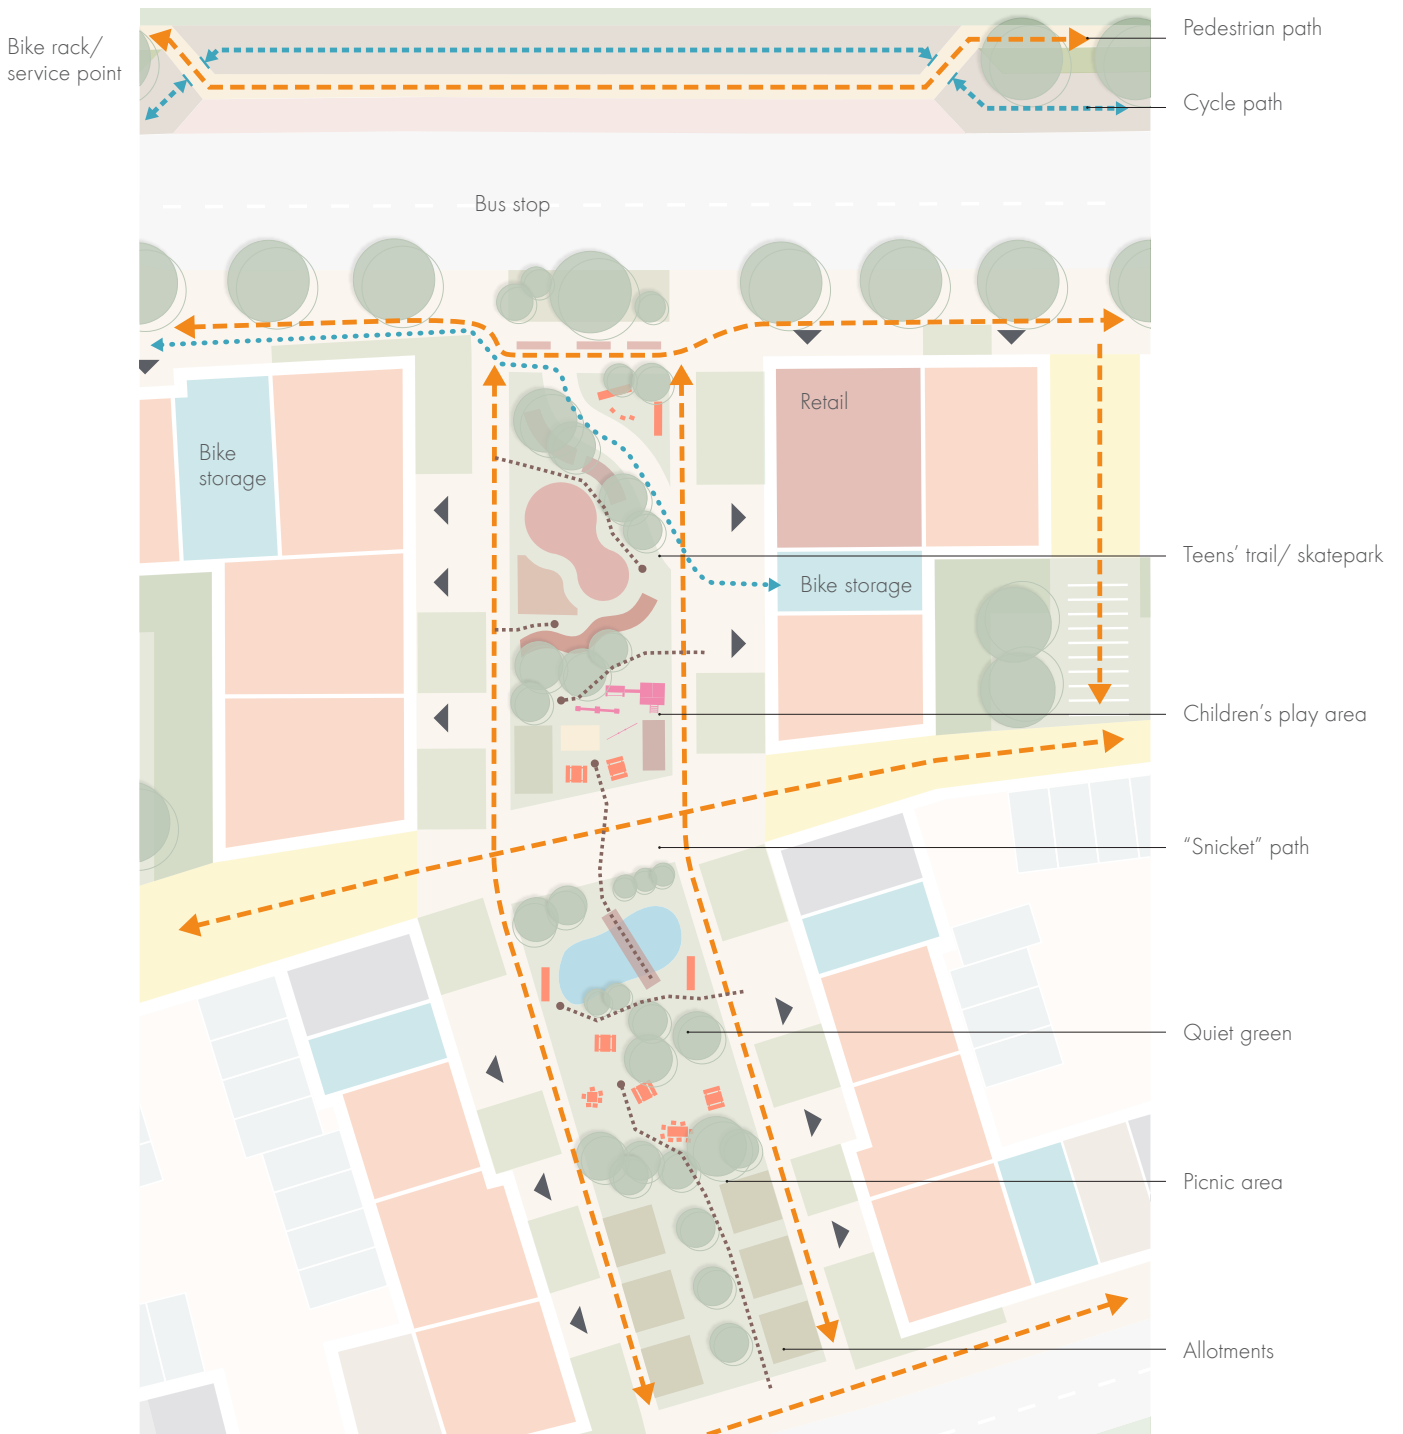 Bike rack/
service point
Pedestrian path
Cycle path
Bus stop
Retail
Bike
storage
Teens’ trail/ skatepark
Bike storage
Children’s play area
“Snicket” path
Quiet green
Picnic area
Allotments